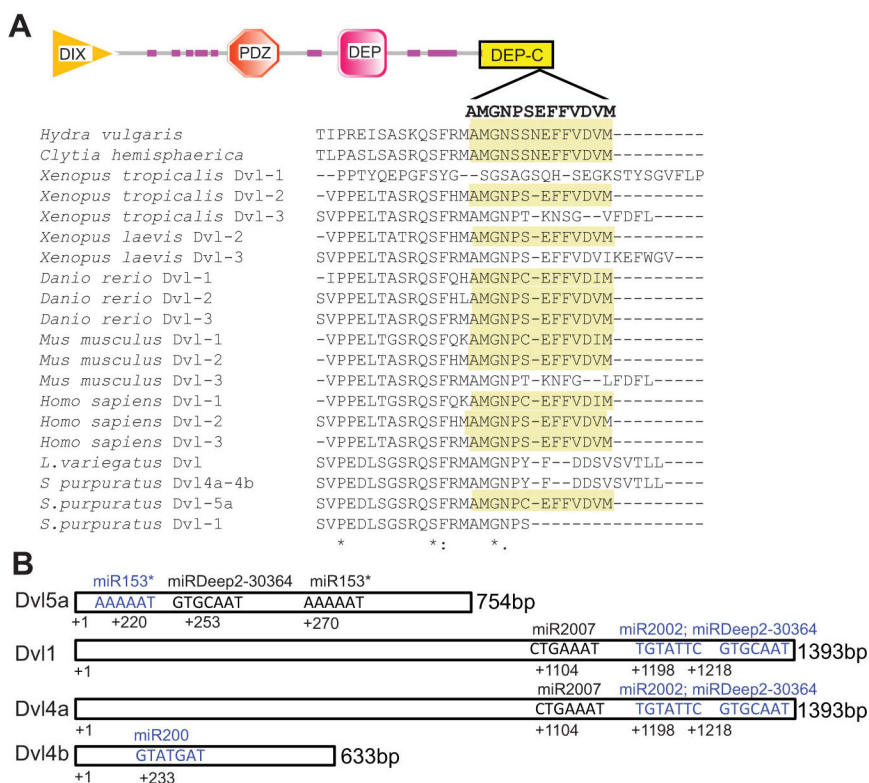 A
DIX PDZ DEP DEP-C
AMGNPSEFFVDVM
Hydra vulgaris TIPREISASKQSFRMAMGNSSNEFFVDVM---------
Clytia hemisphaerica TLPASLSASRQSFRMAMGNSSNEFFVDVM---------
Xenopus tropicalis Dvl-1 --PPTYQEPGFSYG-SGSAGSQH-SEGKSTYSGVFLP
Xenopus tropicalis Dvl-2 -VPPELTASRQSFHMAMGNPS-EFFVDVM---------
Xenopus tropicalis Dvl-3 SVPPELTASRQSFRMAMGNPT-KNSG--VFDFL-----
Xenopus laevis Dvl-2 -VPPELTATRQSFHMAMGNPS-EFFVDVM---------
Xenopus laevis Dvl-3 SVPPELTASRQSFRMAMGNPS-EFFVDVIKEFWGV---
Danio rerio Dvl-1 -IPPELTASRQSFQHAMGNPC-EFFVDIM---------
Danio rerio Dvl-2 SVPPELTASRQSFHLAMGNPS-EFFVDVM---------
Danio rerio Dvl-3 SVPPELTASRQSFRMAMGNPS-EFFVDVM---------
Mus musculus Dvl-1 -VPPELTGSRQSFQKAMGNPC-EFFVDIM---------
Mus musculus Dvl-2 -VPPELTASRQSFHMAMGNPS-EFFVDVM---------
Mus musculus Dvl-3 -VPPELTASRQSFRMAMGNPT-KNFG--LFDFL-----
Homo sapiens Dvl-1 -VPPELTGSRQSFQKAMGNPC-EFFVDIM---------
Homo sapiens Dvl-2 -VPPELTASRQSFHMAMGNPS-EFFVDVM---------
Homo sapiens Dvl-3 SVPPELTASRQSFRMAMGNPS-EFFVDVM---------
L.variegatus Dvl SVPEDLSGSRQSFRMAMGNPY-F--DDSVSVTLL----
S purpuratus Dvl4a-4b SVPEDLSGSRQSFRMAMGNPY-F--DDSVSVTLL----
S.purpuratus Dvl-5a SVPEDLSGSRQSFRMAMGNPC-EFFVDVM---------
S.purpuratus Dvl-1 SVPEDLSGSRQSFRMAMGNPS-----------------
* *: *.
B
miR153* miRDeep2-30364 miR153*
Dvl5a AAAAAT GTGCAAT AAAAAT 754bp
+1 +220 +253 +270
miR2007 miR2002; miRDeep2-30364
Dvl1 CTGAAAT TGTATTC GTGCAAT 1393bp
+1 +1104 +1198 +1218
miR2007 miR2002; miRDeep2-30364
Dvl4a CTGAAAT TGTATTC GTGCAAT 1393bp
+1 +1104 +1198 +1218
miR200
Dvl4b GTATGAT 633bp
+1 +233